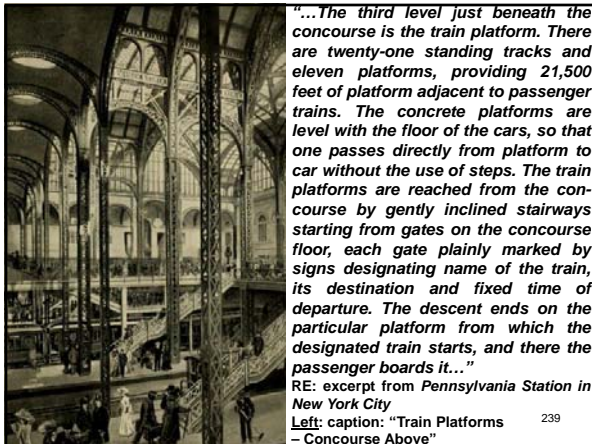 “…The third level just beneath the
concourse is the train platform. There
are twenty-one standing tracks and
eleven platforms, providing 21,500
feet of platform adjacent to passenger
trains. The concrete platforms are
level with the floor of the cars, so that
one passes directly from platform to
car without the use of steps. The train
platforms are reached from the con-
course by gently inclined stairways
starting from gates on the concourse
floor, each gate plainly marked by
signs designating name of the train,
its destination and fixed time of
departure. The descent ends on the
particular platform from which the
designated train starts, and there the
passenger boards it…”
RE: excerpt from Pennsylvania Station in
New York City
Left: caption: “Train Platforms
– Concourse Above”
239